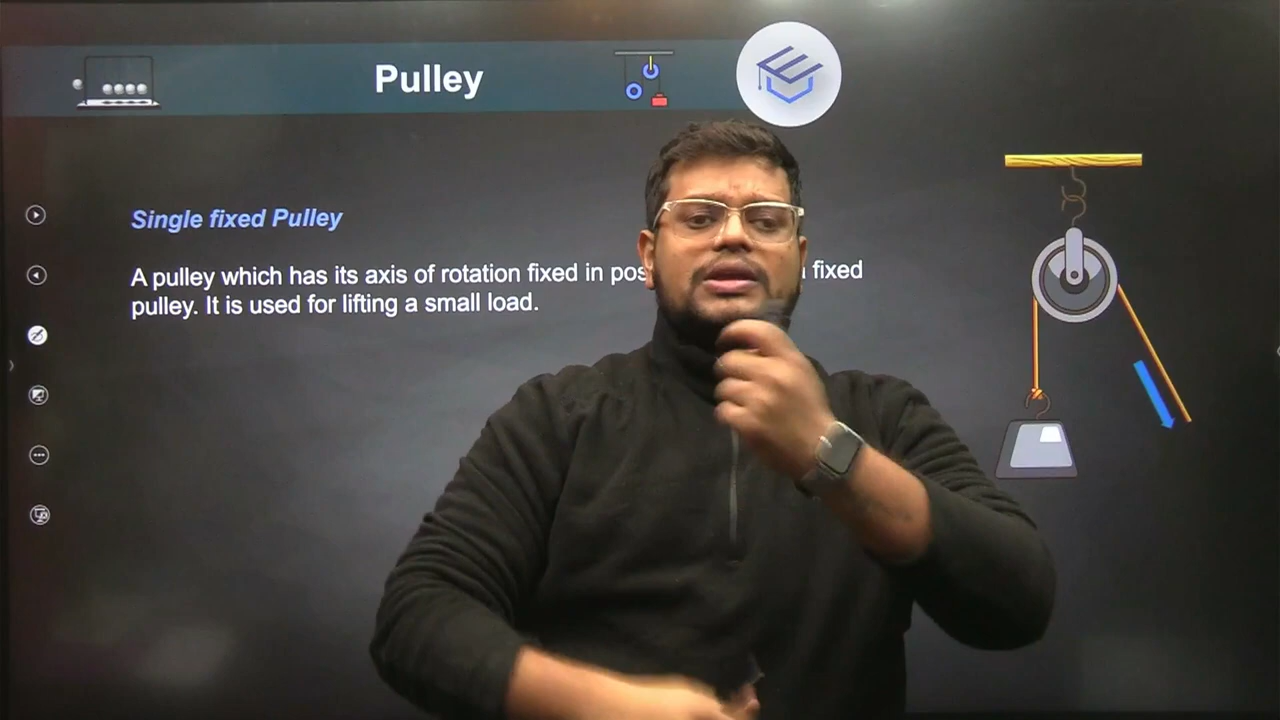 Pulley
Single fixed Pulley
A pulley which has its axis of rotation fixed in fixed
pulley. It is used for lifting a small load.